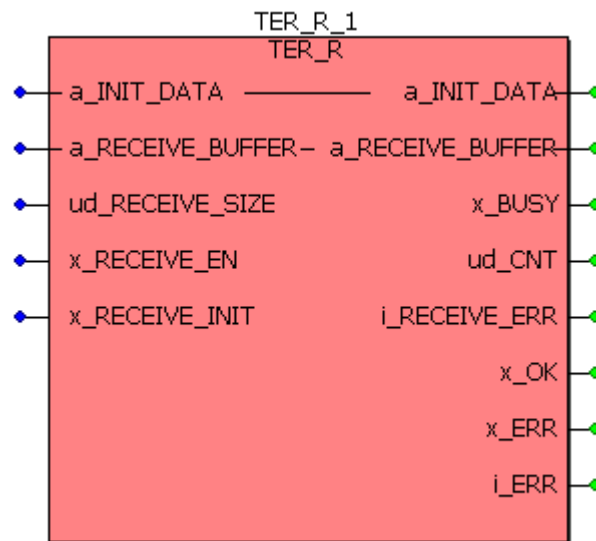 TER_R_1
TER_R
a_INIT_DATA a_INIT_DATA
a_RECEIVE_BUFFER a_RECEIVE_BUFFER
ud_RECEIVE_SIZE x_BUSY
x_RECEIVE_EN ud_CNT
x_RECEIVE_INIT i_RECEIVE_ERR
x_OK
x_ERR
i_ERR